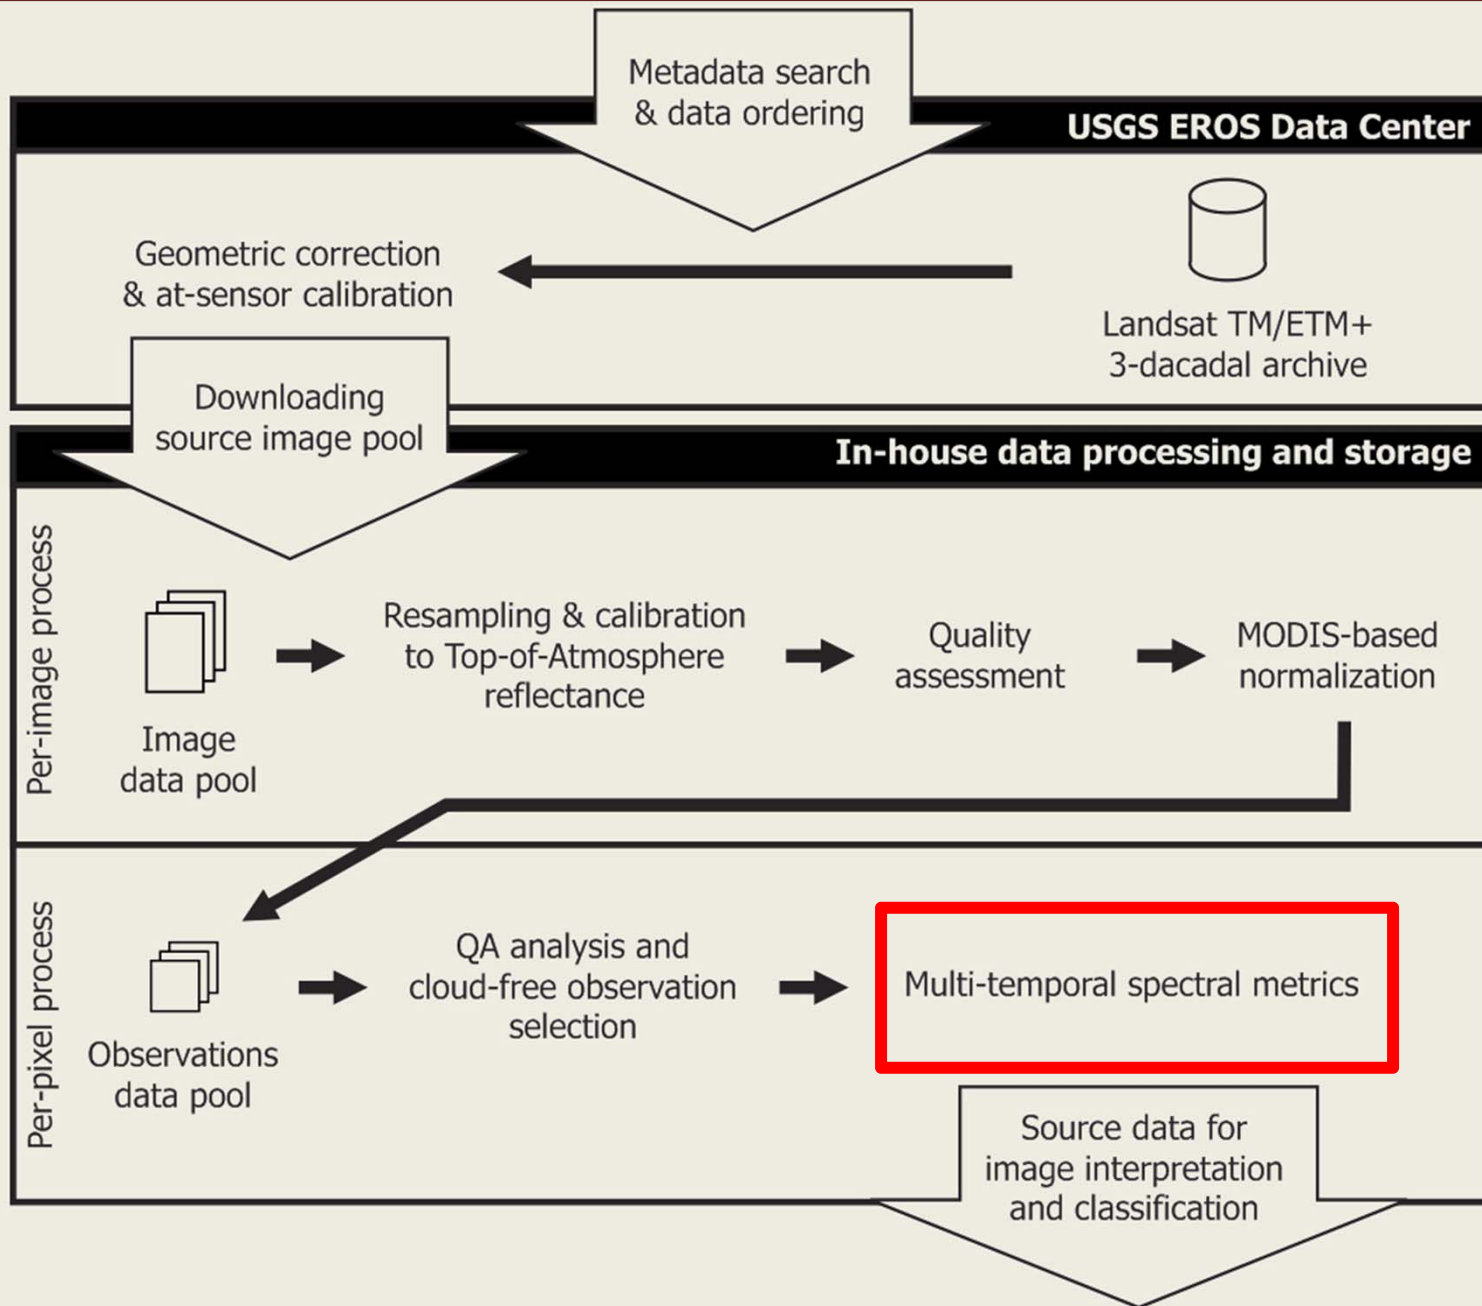 Metadata search
& data ordering
USGS EROS Data Center
Geometric correction
& at-sensor calibration
Landsat TM/ETM+
3-dacadal archive
Downloading
source image pool
In-house data processing and storage
Per-image process
Image
data pool
Resampling & calibration
to Top-of-Atmosphere
reflectance
Quality
assessment
MODIS-based
normalization
Per-pixel process
Observations
data pool
QA analysis and
cloud-free observation
selection
Multi-temporal spectral metrics
Source data for
image interpretation
and classification